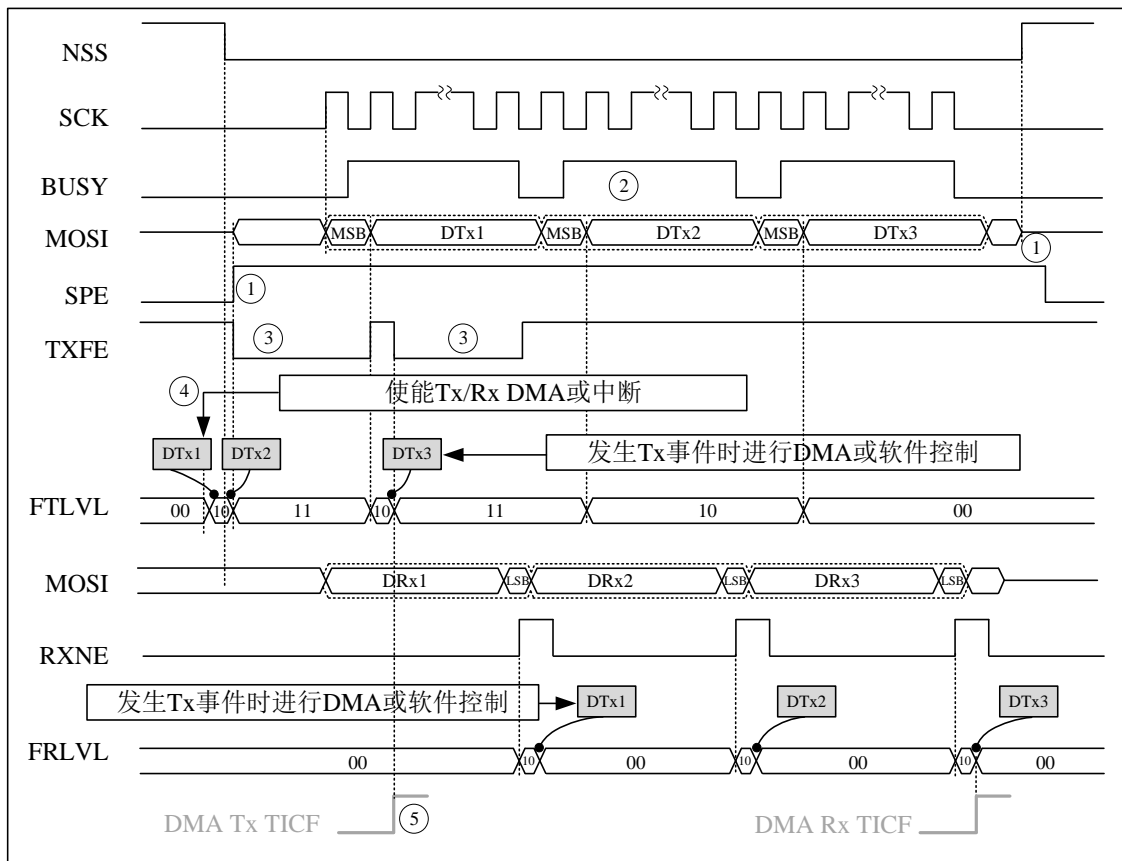 NSS
SCK
BUSY
②
MOSI
MSB DTx1 MSB DTx2 MSB DTx3
①
SPE
①
TXFE
③ ③
④
使能Tx/Rx DMA或中断
DTx1 DTx2 DTx3
发生Tx事件时进行DMA或软件控制
FTLVL
00 10 11 10 11 10 00
MOSI
DRx1 LSB DRx2 LSB DRx3 LSB
RXNE
发生Tx事件时进行DMA或软件控制
DTx1 DTx2 DTx3
FRLVL
00 10 00 10 00 10 00
DMA Tx TICF
⑤
DMA Rx TICF